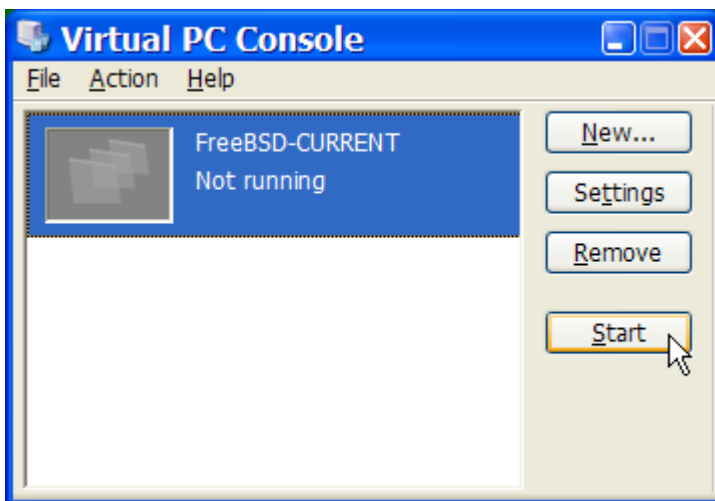 Virtual PC Console
File Action Help
FreeBSD-CURRENT
Not running
New...
Settings
Remove
Start